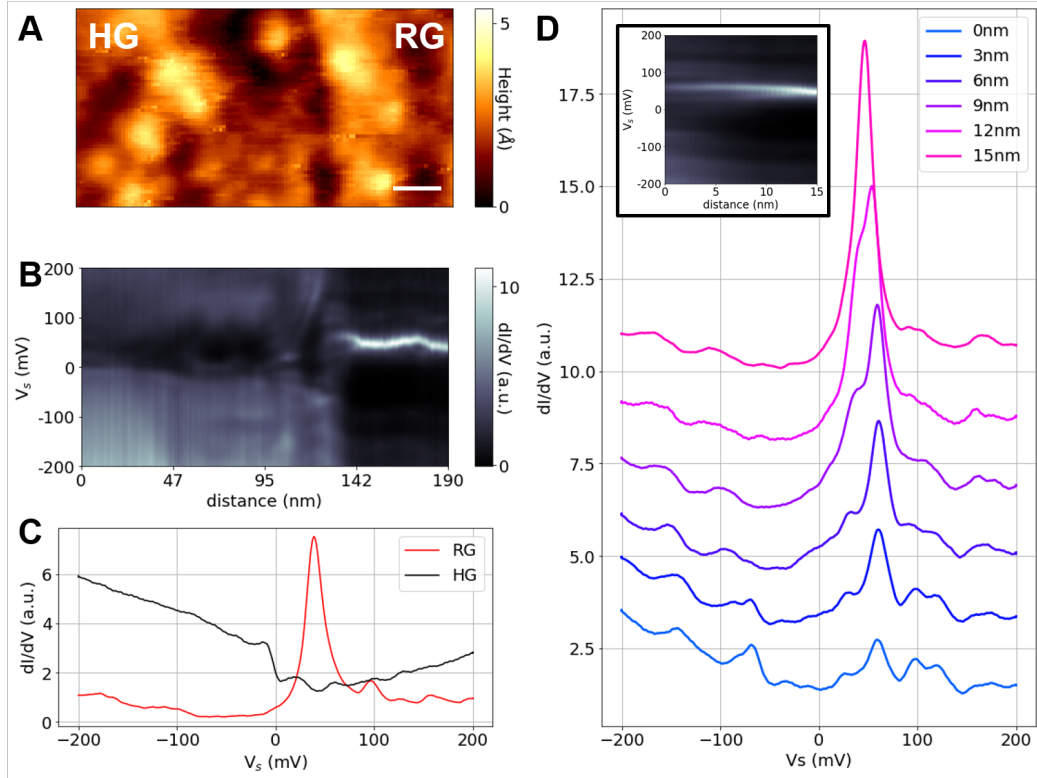 A
HG
RG
5
Height (Å)
0
B
200
100
0
-100
-200
Vs (mV)
0
47
95
142
190
distance (nm)
10
dI/dV (a.u.)
0
C
RG
HG
6
4
2
0
dI/dV (a.u.)
−200
−100
0
100
200
Vs (mV)
D
0nm
3nm
6nm
9nm
12nm
15nm
200
100
0
-100
-200
Vs (mV)
0
5
10
15
distance (nm)
17.5
15.0
12.5
10.0
7.5
5.0
2.5
dI/dV (a.u.)
−200
−100
0
100
200
Vs (mV)